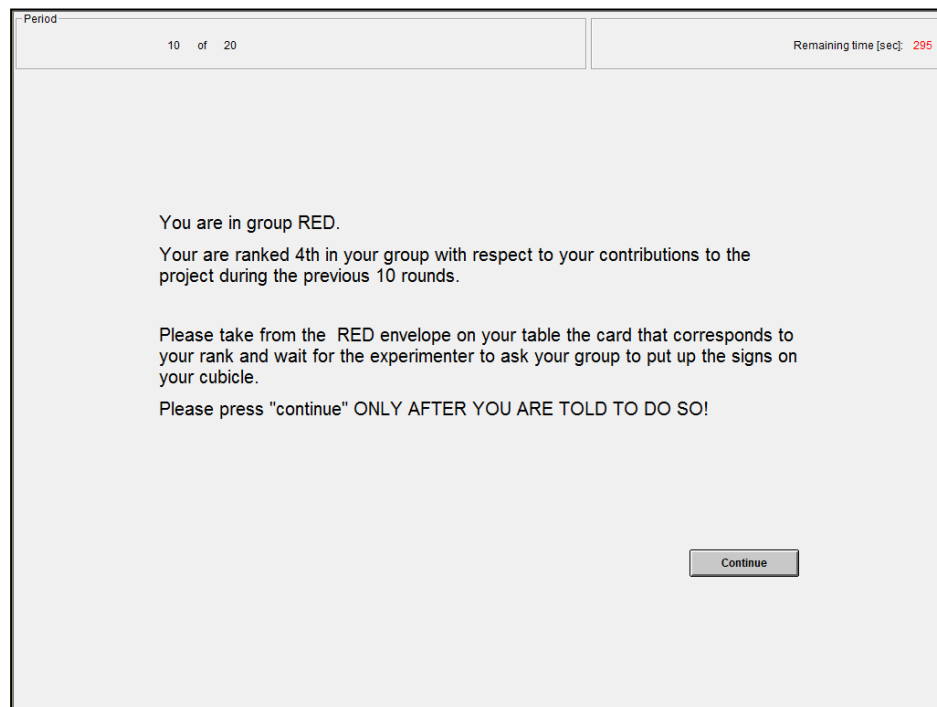 Period
10 of 20
Remaining time [sec]: 295
You are in group RED.
Your are ranked 4th in your group with respect to your contributions to the
project during the previous 10 rounds.
Please take from the RED envelope on your table the card that corresponds to
your rank and wait for the experimenter to ask your group to put up the signs on
your cubicle.
Please press "continue" ONLY AFTER YOU ARE TOLD TO DO SO!
Continue